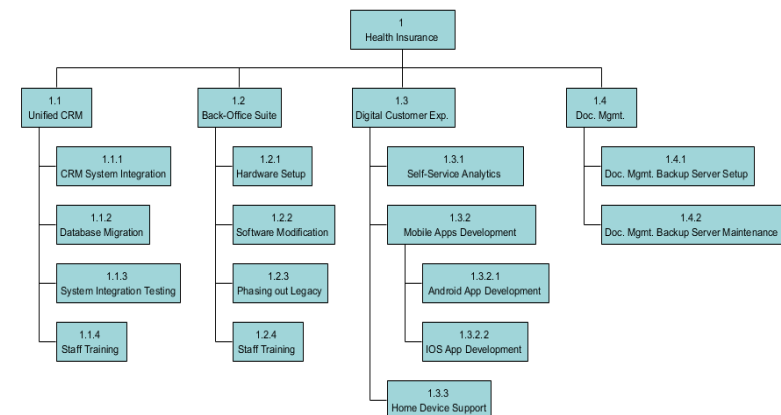 1
Health Insurance
1.1
Unified CRM
1.2
Back-Office Suite
1.3
Digital Customer Exp.
1.4
Doc. Mgmt.
1.1.1
CRM System Integration
1.2.1
Hardware Setup
1.3.1
Self-Service Analytics
1.4.1
Doc. Mgmt. Backup Server Setup
1.1.2
Database Migration
1.2.2
Software Modification
1.3.2
Mobile Apps Development
1.4.2
Doc. Mgmt. Backup Server Maintenance
1.1.3
System Integration Testing
1.2.3
Phasing out Legacy
1.3.2.1
Android App Development
1.1.4
Staff Training
1.2.4
Staff Training
1.3.2.2
IOS App Development
1.3.3
Home Device Support